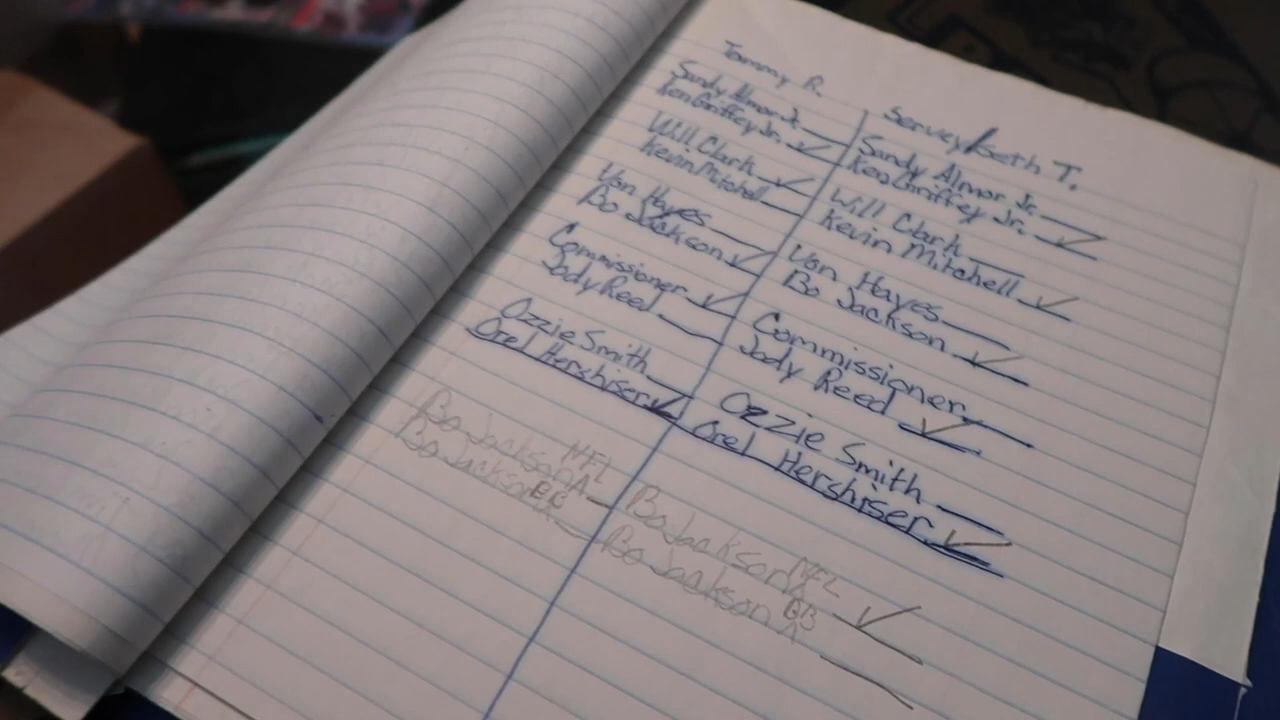 Tommy R.
Sandy Almor Jr.
Ken Griffey Jr. ✓
Will Clark ✓
Kevin Mitchell
Von Hayes
Bo Jackson ✓
Commissioner ✓
Jody Reed
Ozzie Smith
Orel Hershiser ✓
Bo Jackson NFL
Bo Jackson BB
Servey/Seth T.
Sandy Almor Jr.
Ken Griffey Jr. ✓
Will Clark
Kevin Mitchell ✓
Von Hayes
Bo Jackson ✓
Commissioner
Jody Reed ✓
Ozzie Smith
Orel Hershiser ✓
Bo Jackson NFL ✓
Bo Jackson BB